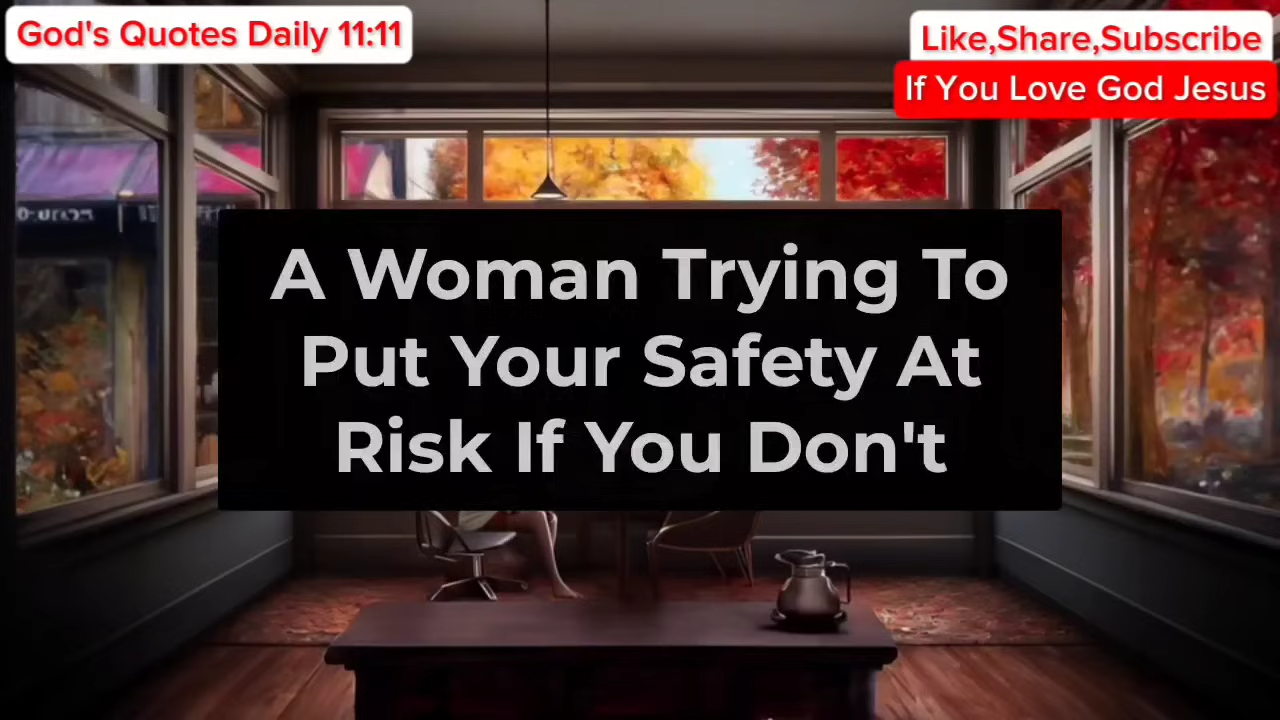 God's Quotes Daily 11:11
Like,Share,Subscribe
If You Love God Jesus
A Woman Trying To
Put Your Safety At
Risk If You Don't